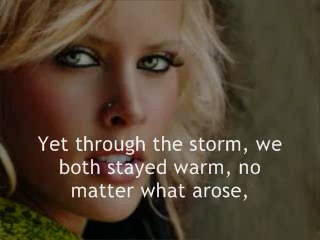 Yet through the storm, we
both stayed warm, no
matter what arose,